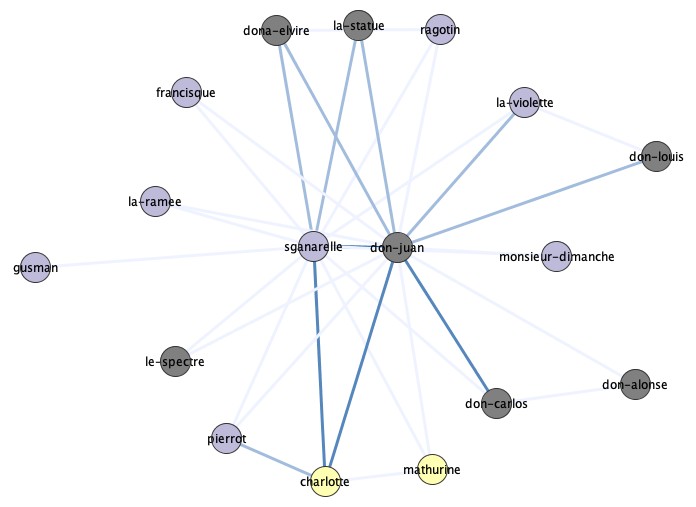 dona-elvire
la-statue
ragotin
francisque
la-violette
don-louis
la-ramee
sganarelle
don-juan
monsieur-dimanche
gusman
le-spectre
don-alonse
don-carlos
pierrot
mathurine
charlotte